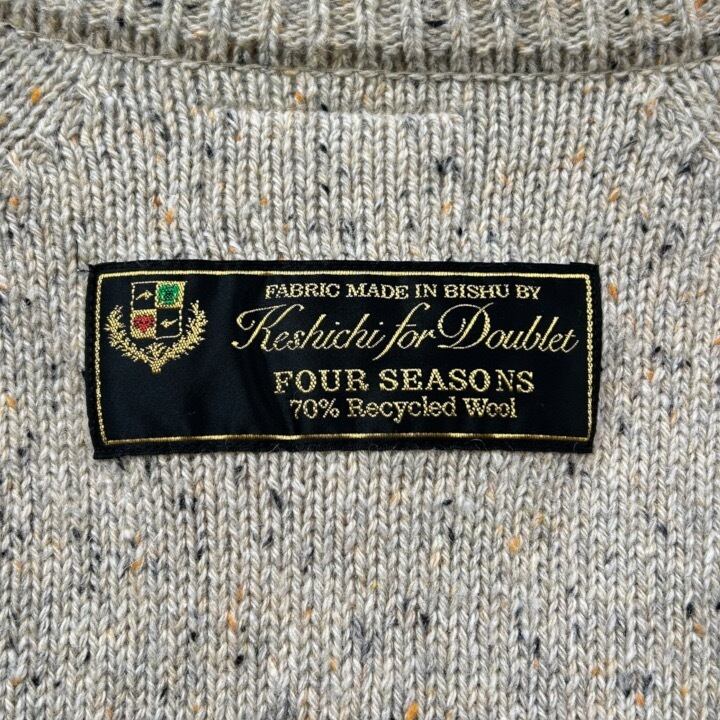 FABRIC MADE IN BISHU BY
Keshichi for Doublet
FOUR SEASONS
70% Recycled Wool